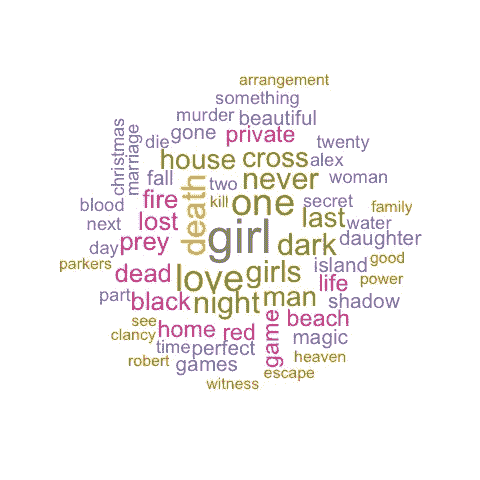 arrangement
something
murder beautiful
die gone private twenty
christmas marriage house cross alex
fall two never woman
blood fire death kill one secret family
next lost last water
day prey girl dark daughter
parkers island good
dead love girls life power
part black night man shadow
see home red game beach
clancy time perfect magic
robert games heaven
witness escape